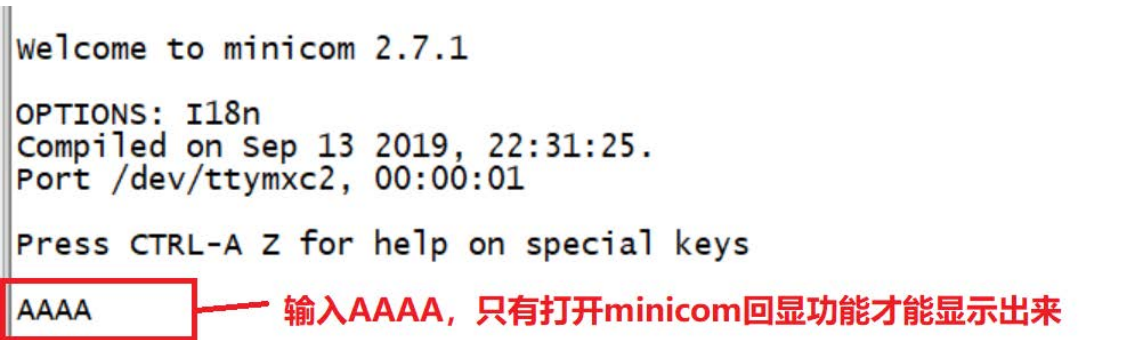 Welcome to minicom 2.7.1
OPTIONS: I18n
Compiled on Sep 13 2019, 22:31:25.
Port /dev/ttymxc2, 00:00:01
Press CTRL-A Z for help on special keys
AAAA 输入AAAA，只有打开minicom回显功能才能显示出来